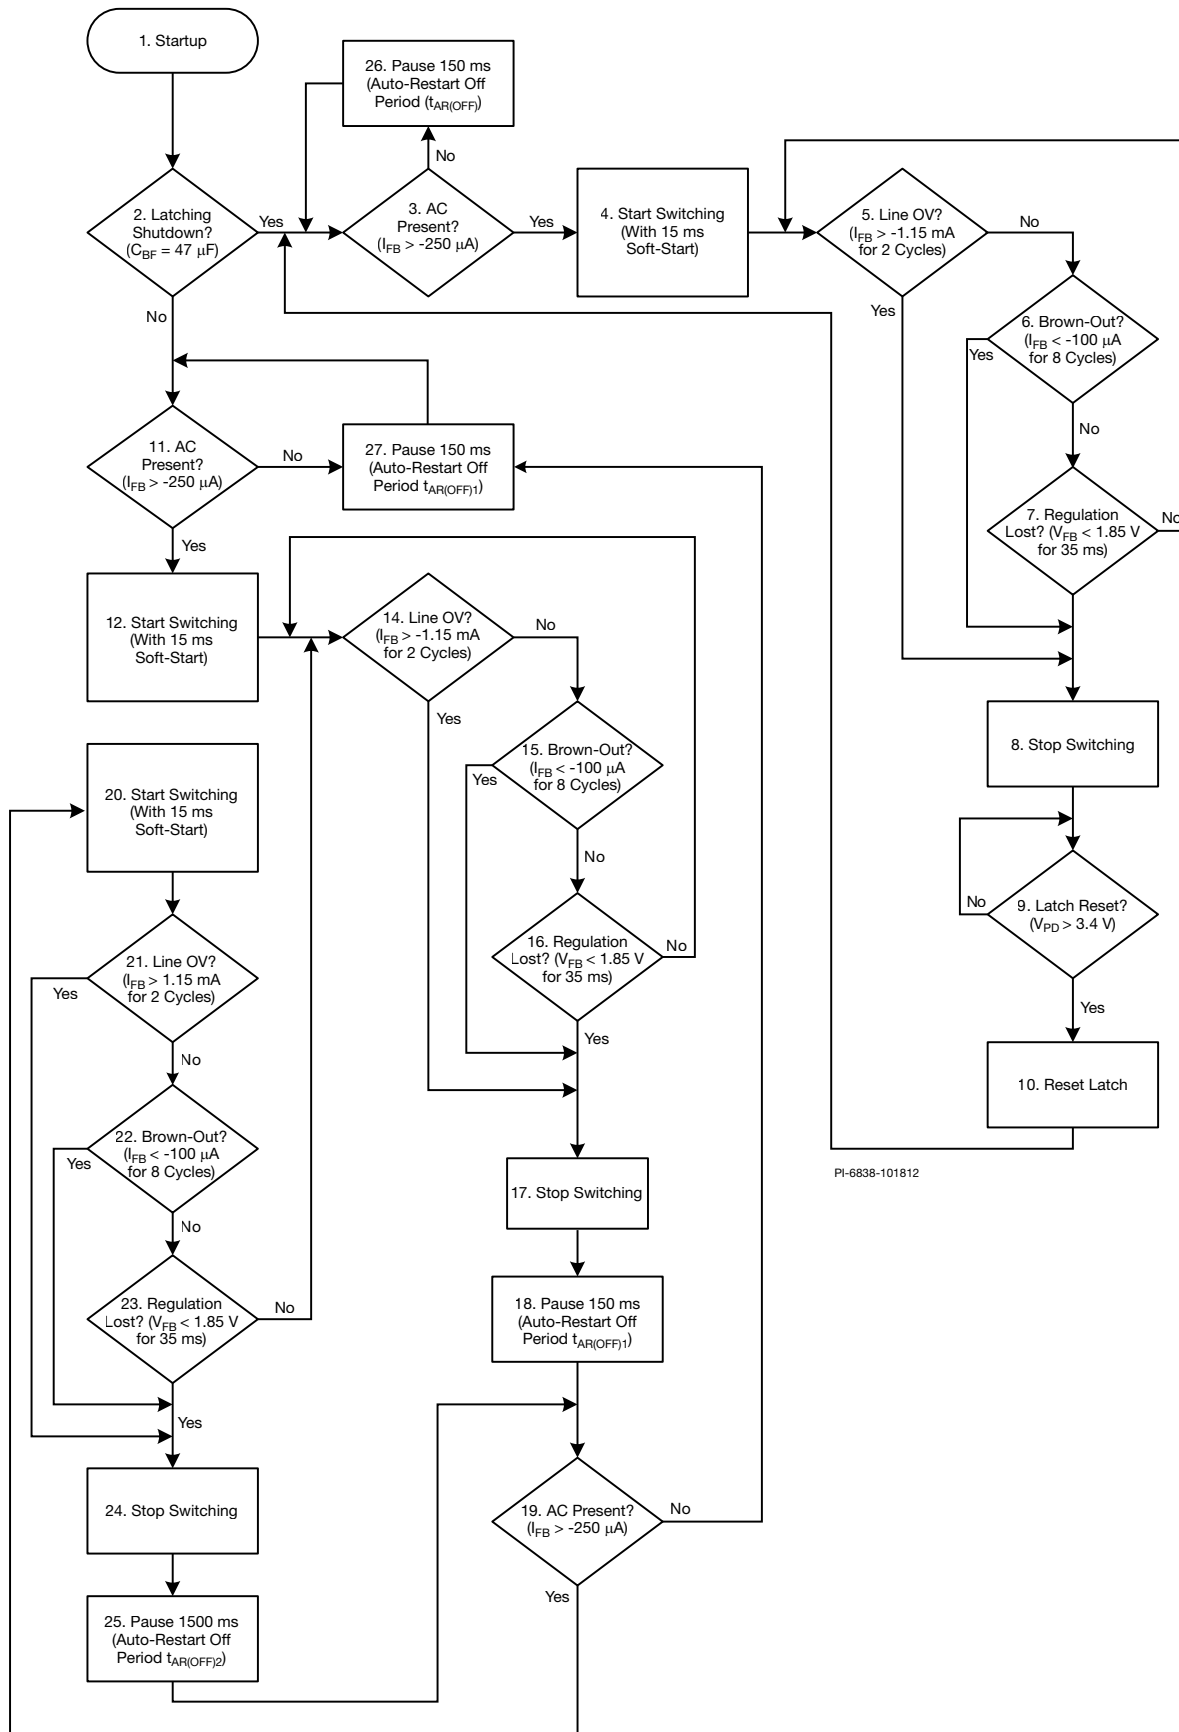 1. Startup
2. Latching
Shutdown?
(CBF = 47 µF)
Yes
No
26. Pause 150 ms
(Auto-Restart Off
Period (tAR(OFF))
No
3. AC
Present?
(IFB > -250 µA)
Yes
4. Start Switching
(With 15 ms
Soft-Start)
5. Line OV?
(IFB > -1.15 mA
for 2 Cycles)
No
Yes
6. Brown-Out?
(IFB < -100 µA
for 8 Cycles)
Yes
No
7. Regulation
Lost? (VFB < 1.85 V
for 35 ms)
No
Yes
8. Stop Switching
9. Latch Reset?
(VPD > 3.4 V)
No
Yes
10. Reset Latch
PI-6838-101812
11. AC
Present?
(IFB > -250 µA)
No
Yes
27. Pause 150 ms
(Auto-Restart Off
Period tAR(OFF)1)
12. Start Switching
(With 15 ms
Soft-Start)
14. Line OV?
(IFB > -1.15 mA
for 2 Cycles)
No
Yes
15. Brown-Out?
(IFB < -100 µA
for 8 Cycles)
Yes
No
16. Regulation
Lost? (VFB < 1.85 V
for 35 ms)
No
Yes
17. Stop Switching
18. Pause 150 ms
(Auto-Restart Off
Period tAR(OFF)1)
19. AC Present?
(IFB > -250 µA)
No
Yes
20. Start Switching
(With 15 ms
Soft-Start)
21. Line OV?
(IFB > 1.15 mA
for 2 Cycles)
Yes
No
22. Brown-Out?
(IFB < -100 µA
for 8 Cycles)
Yes
No
23. Regulation
Lost? (VFB < 1.85 V
for 35 ms)
No
Yes
24. Stop Switching
25. Pause 1500 ms
(Auto-Restart Off
Period tAR(OFF)2)